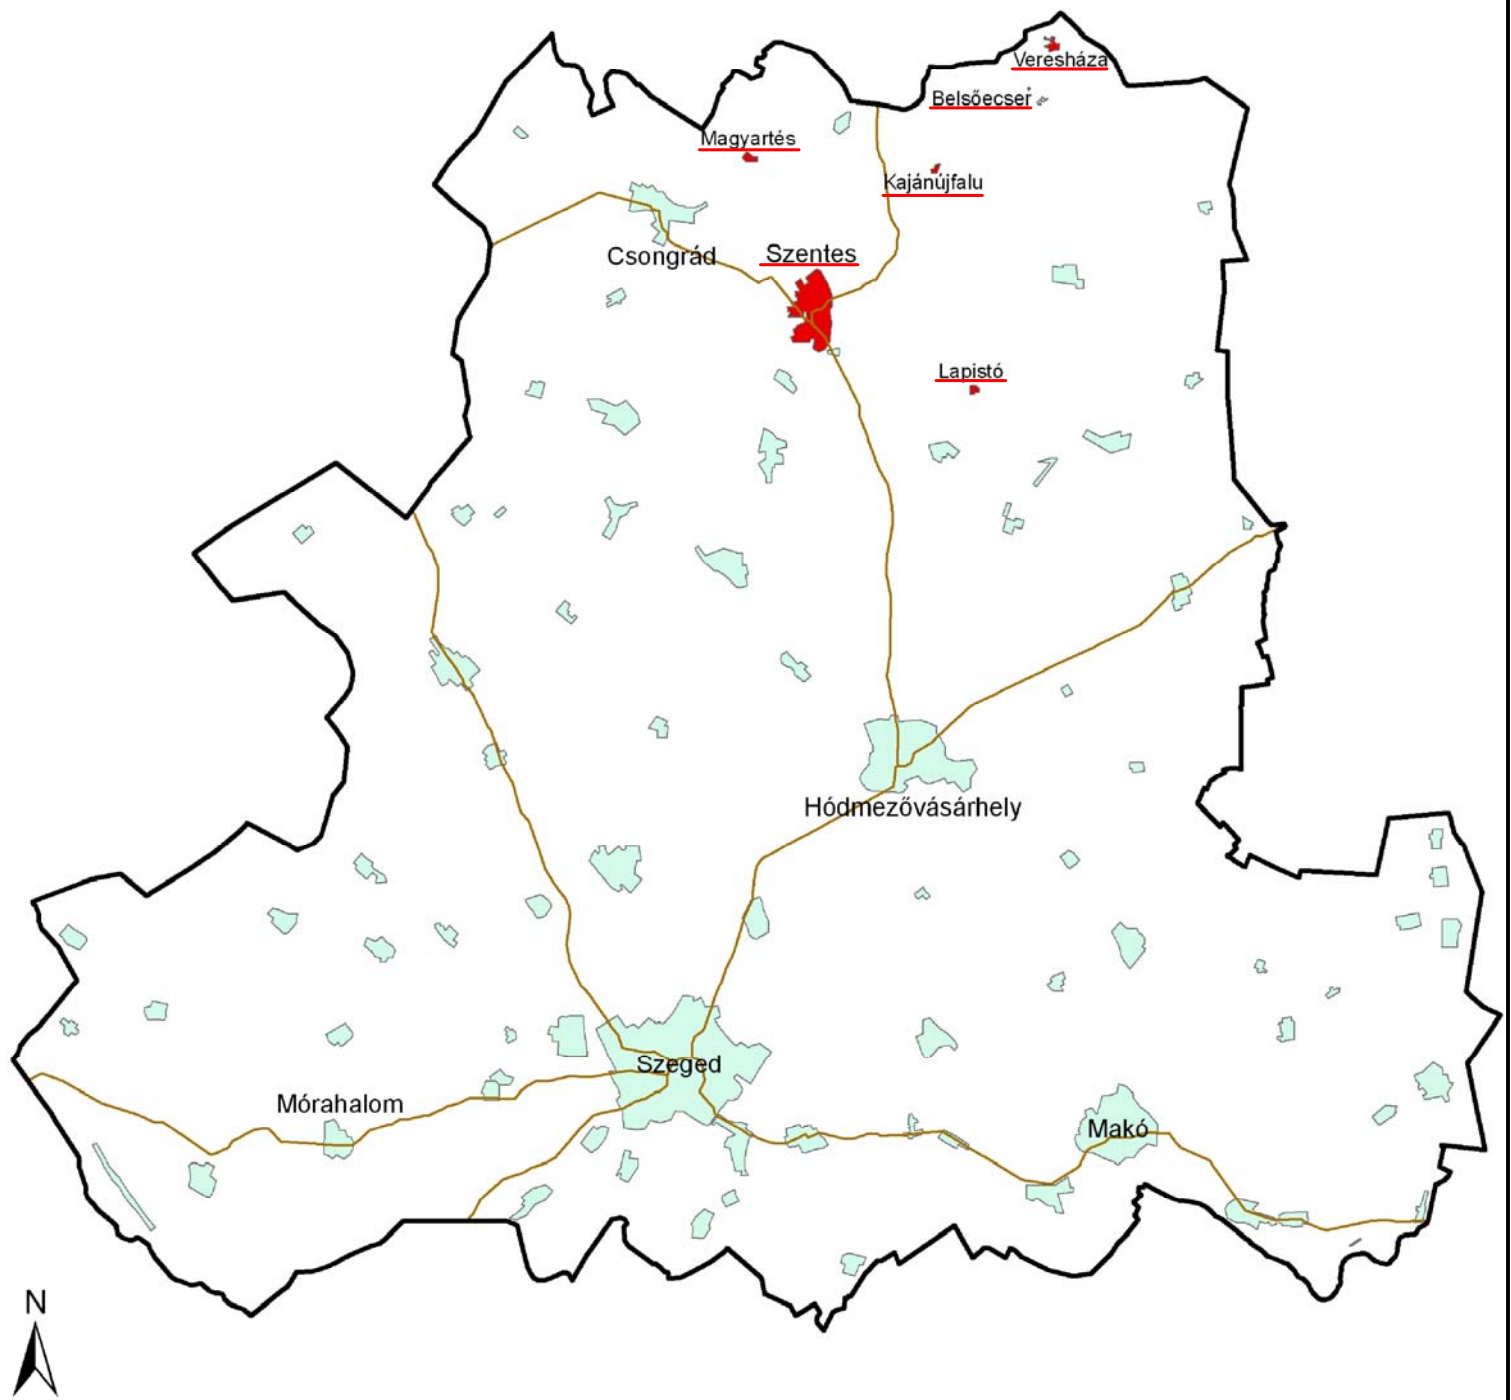 Veresháza
Belsőecser
Magyartés
Kajánújfalu
Csongrád
Szentes
Lapistó
Hódmezővásárhely
Szeged
Mórahalom
Makó
N